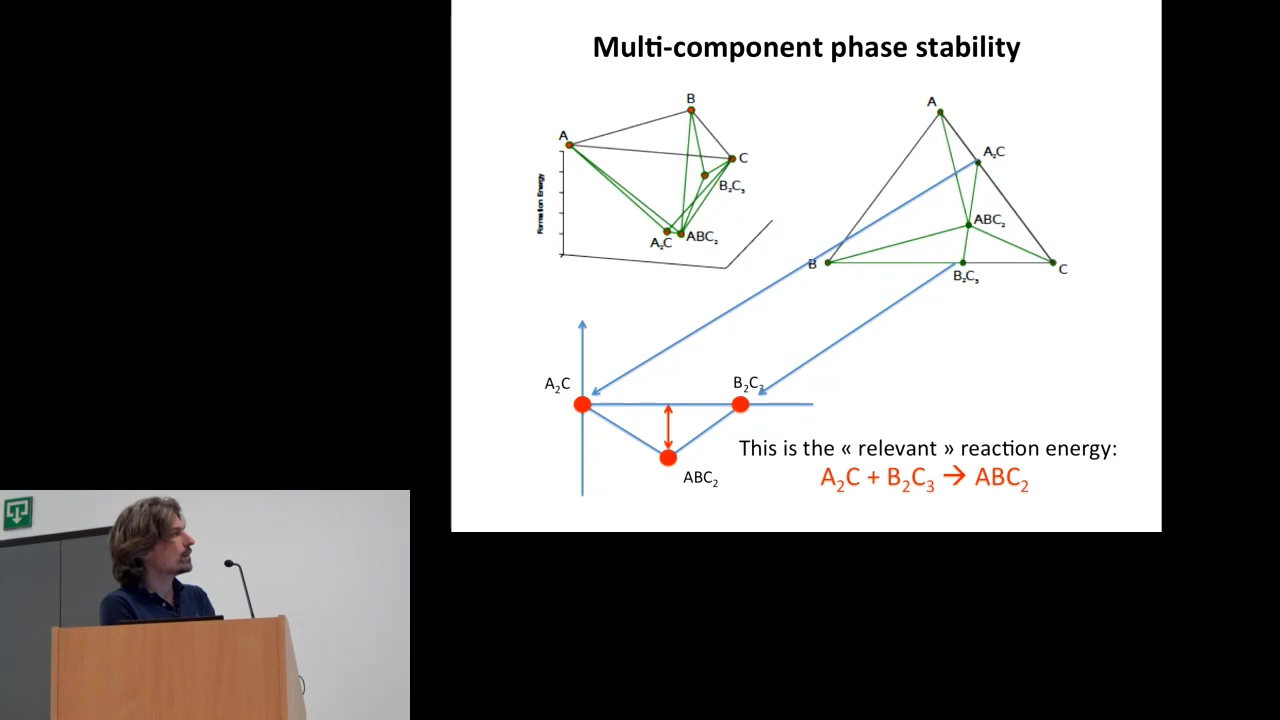 Multi-component phase stability
A
B
C
B₂C₃
A₂C
ABC₂
Formation Energy
A
A₂C
ABC₂
B
B₂C₃
C
A₂C
B₂C₃
ABC₂
This is the « relevant » reaction energy:
A₂C + B₂C₃ → ABC₂